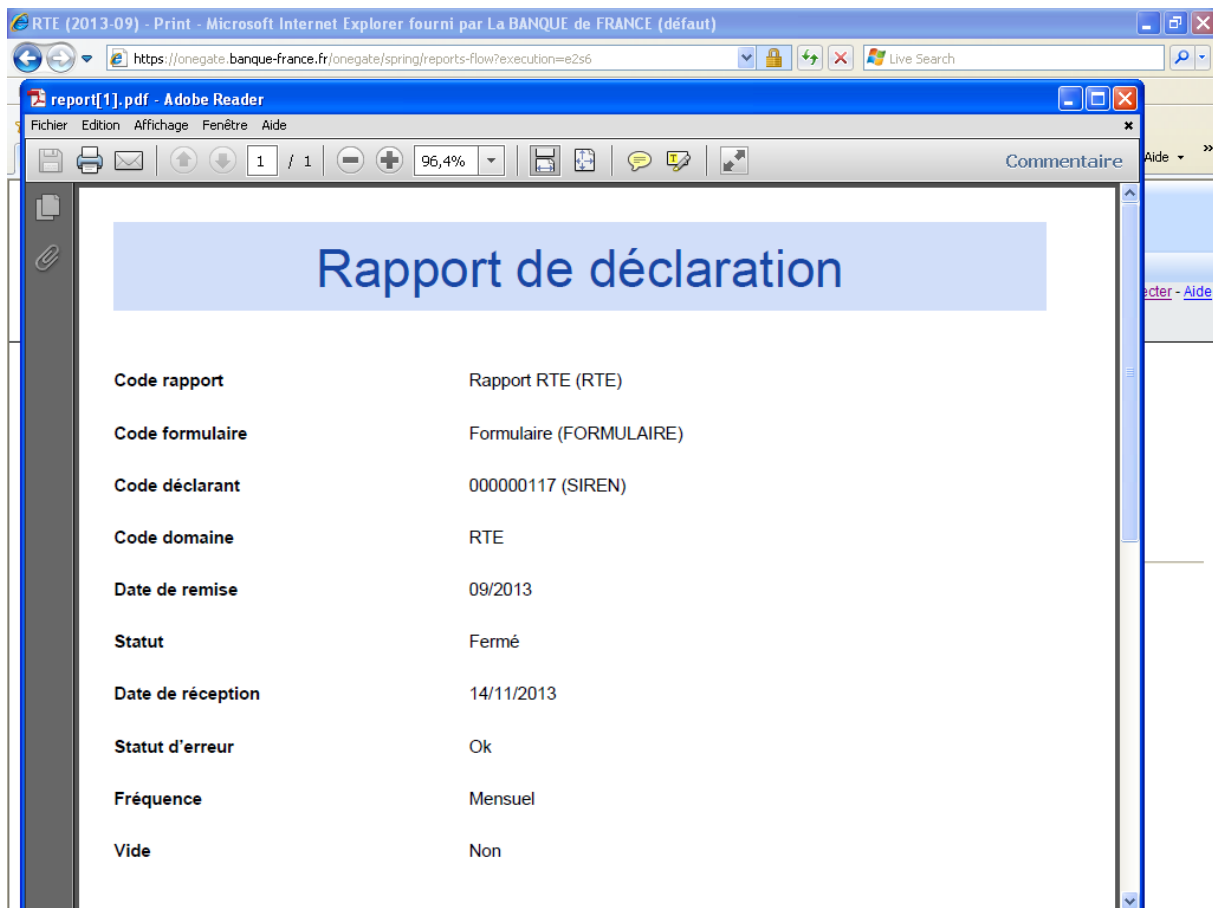 RTE (2013-09) - Print - Microsoft Internet Explorer fourni par La BANQUE de FRANCE (défaut)
https://onegate.banque-france.fr/onegate/spring/reports-flow?execution=e2s6 Live Search
report[1].pdf - Adobe Reader
Fichier Edition Affichage Fenêtre Aide
1 / 1 96,4% Commentaire Aide »
Rapport de déclaration
ecter - Aide
Code rapport Rapport RTE (RTE)
Code formulaire Formulaire (FORMULAIRE)
Code déclarant 000000117 (SIREN)
Code domaine RTE
Date de remise 09/2013
Statut Fermé
Date de réception 14/11/2013
Statut d'erreur Ok
Fréquence Mensuel
Vide Non